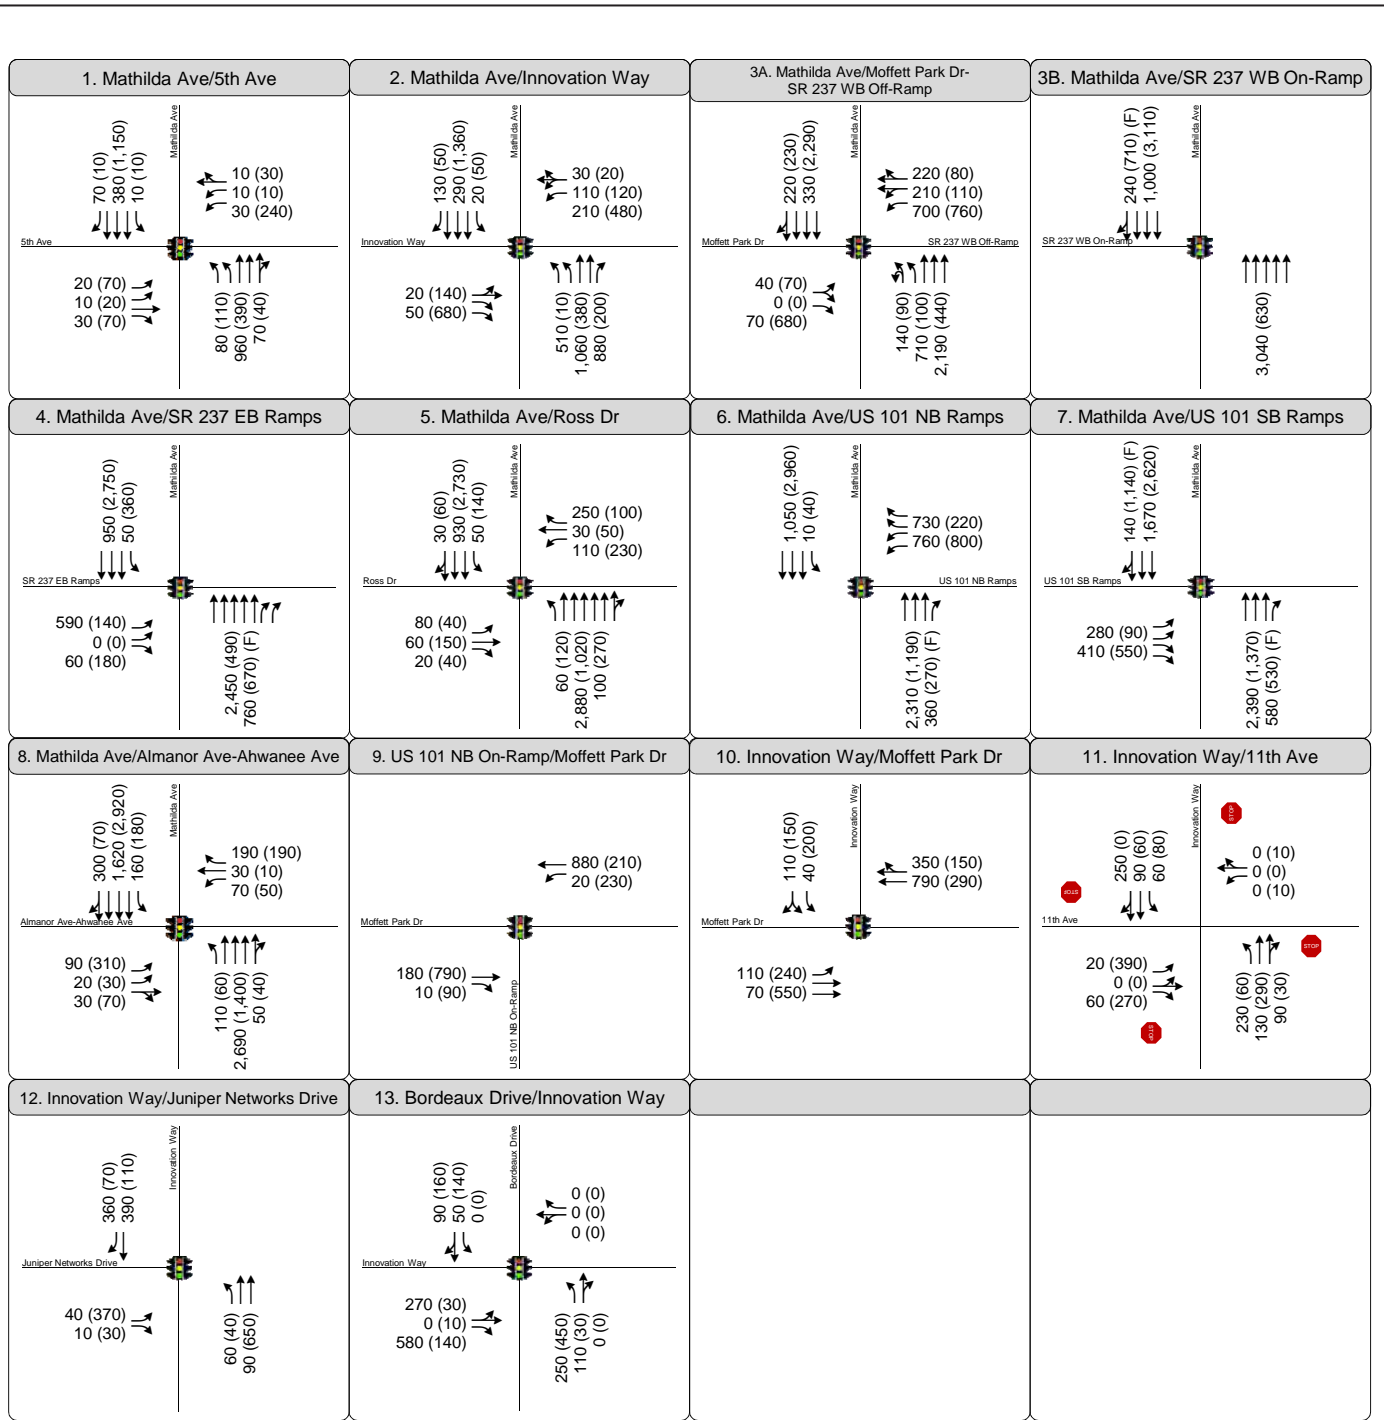 1. Mathilda Ave/5th Ave
Mathilda Ave
70 (10)
380 (1,150)
10 (10)
10 (30)
10 (10)
30 (240)
5th Ave
20 (70)
10 (20)
30 (70)
80 (110)
960 (390)
70 (40)
2. Mathilda Ave/Innovation Way
130 (50)
290 (1,360)
20 (50)
30 (20)
110 (120)
210 (480)
Innovation Way
20 (140)
50 (680)
510 (10)
1,060 (380)
880 (200)
3A. Mathilda Ave/Moffett Park Dr-
SR 237 WB Off-Ramp
Mathilda Ave
220 (230)
330 (2,290)
220 (80)
210 (110)
700 (760)
Moffett Park Dr
SR 237 WB Off-Ramp
40 (70)
0 (0)
70 (680)
140 (90)
710 (100)
2,190 (440)
3B. Mathilda Ave/SR 237 WB On-Ramp
Mathilda Ave
240 (710) (F)
1,000 (3,110)
SR 237 WB On-Ramp
3,040 (630)
4. Mathilda Ave/SR 237 EB Ramps
Mathilda Ave
950 (2,750)
50 (360)
SR 237 EB Ramps
590 (140)
0 (0)
60 (180)
2,450 (490)
760 (670) (F)
5. Mathilda Ave/Ross Dr
Mathilda Ave
30 (60)
930 (2,730)
50 (140)
250 (100)
30 (50)
110 (230)
Ross Dr
80 (40)
60 (150)
20 (40)
60 (120)
2,880 (1,020)
100 (270)
6. Mathilda Ave/US 101 NB Ramps
Mathilda Ave
1,050 (2,960)
10 (40)
730 (220)
760 (800)
US 101 NB Ramps
2,310 (1,190)
360 (270) (F)
7. Mathilda Ave/US 101 SB Ramps
Mathilda Ave
140 (1,140) (F)
1,670 (2,620)
US 101 SB Ramps
280 (90)
410 (550)
2,390 (1,370)
580 (530) (F)
8. Mathilda Ave/Almanor Ave-Ahwanee Ave
Mathilda Ave
300 (70)
1,620 (2,920)
160 (180)
190 (190)
30 (10)
70 (50)
Almanor Ave-Ahwanee Ave
90 (310)
20 (30)
30 (70)
110 (60)
2,690 (1,400)
50 (40)
9. US 101 NB On-Ramp/Moffett Park Dr
880 (210)
20 (230)
Moffett Park Dr
180 (790)
10 (90)
US 101 NB On-Ramp
10. Innovation Way/Moffett Park Dr
Innovation Way
110 (150)
40 (200)
350 (150)
790 (290)
Moffett Park Dr
110 (240)
70 (550)
11. Innovation Way/11th Ave
Innovation Way
STOP
250 (0)
90 (60)
60 (80)
0 (10)
0 (0)
0 (10)
STOP
11th Ave
STOP
20 (390)
0 (0)
60 (270)
STOP
230 (60)
130 (290)
90 (30)
12. Innovation Way/Juniper Networks Drive
Innovation Way
360 (70)
390 (110)
Juniper Networks Drive
40 (370)
10 (30)
60 (40)
90 (650)
13. Bordeaux Drive/Innovation Way
Bordeaux Drive
90 (160)
50 (140)
0 (0)
0 (0)
0 (0)
0 (0)
Innovation Way
270 (30)
0 (10)
580 (140)
250 (450)
110 (30)
0 (0)